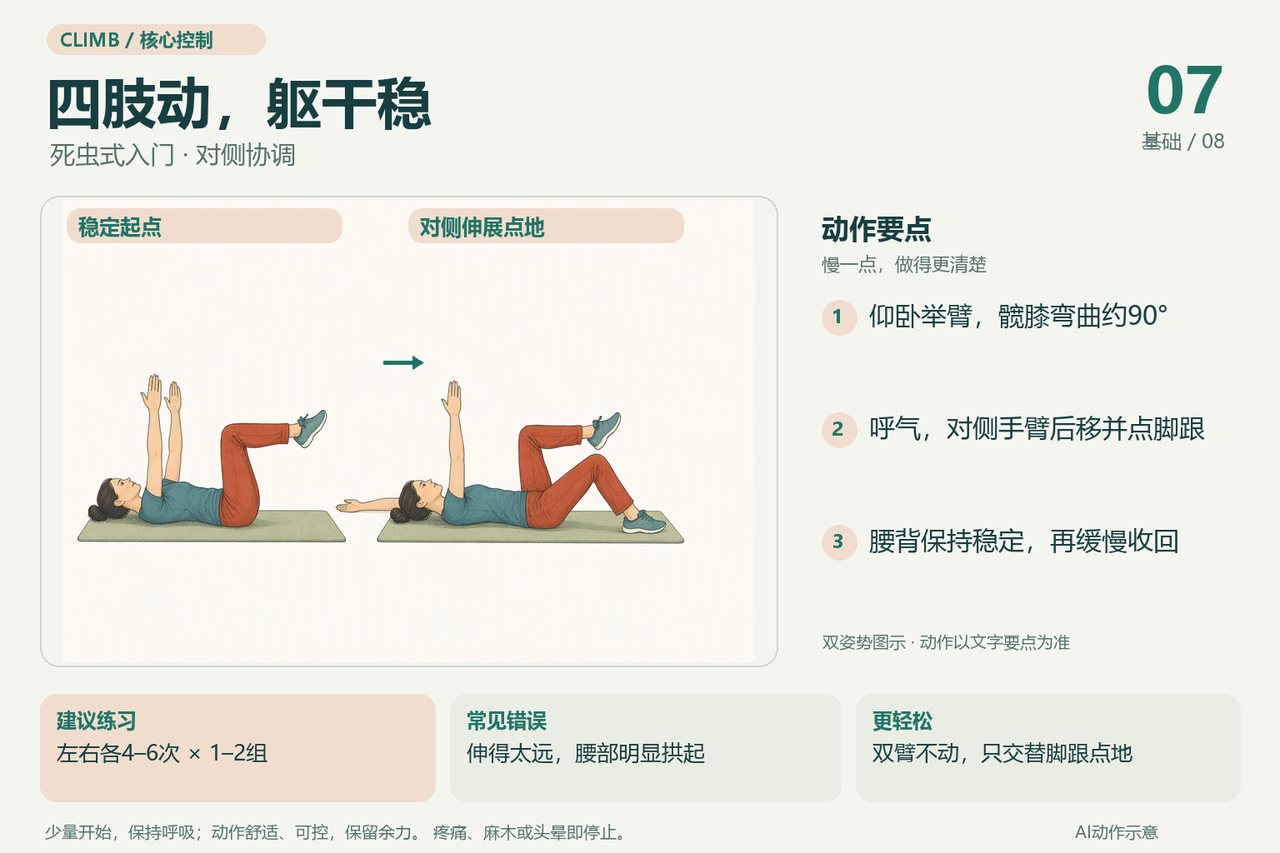 CLIMB / 核心控制
四肢动，躯干稳
死虫式入门 · 对侧协调
07
基础 / 08
稳定起点
对侧伸展点地
动作要点
慢一点，做得更清楚
1 仰卧举臂，髋膝弯曲约90°
2 呼气，对侧手臂后移并点脚跟
3 腰背保持稳定，再缓慢收回
双姿势图示 · 动作以文字要点为准
建议练习
左右各4–6次 × 1–2组
常见错误
伸得太远，腰部明显拱起
更轻松
双臂不动，只交替脚跟点地
少量开始，保持呼吸；动作舒适、可控，保留余力。 疼痛、麻木或头晕即停止。
AI动作示意